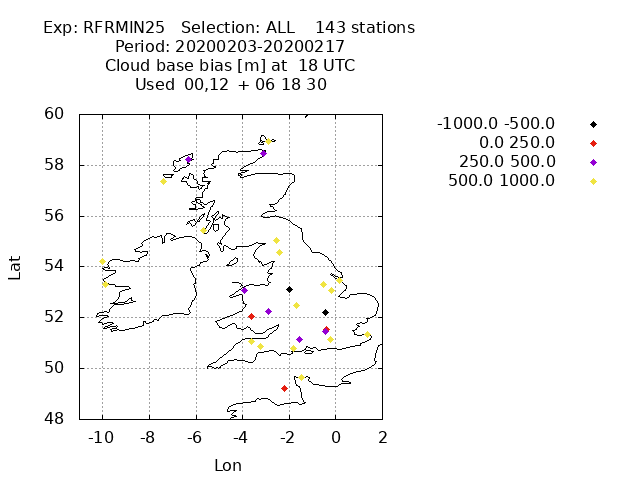 Exp: RFRMIN25 Selection: ALL 143 stations
Period: 20200203-20200217
Cloud base bias [m] at 18 UTC
Used 00,12 + 06 18 30
-1000.0 -500.0
0.0 250.0
250.0 500.0
500.0 1000.0
60
58
56
54
52
50
48
Lat
-10 -8 -6 -4 -2 0 2
Lon